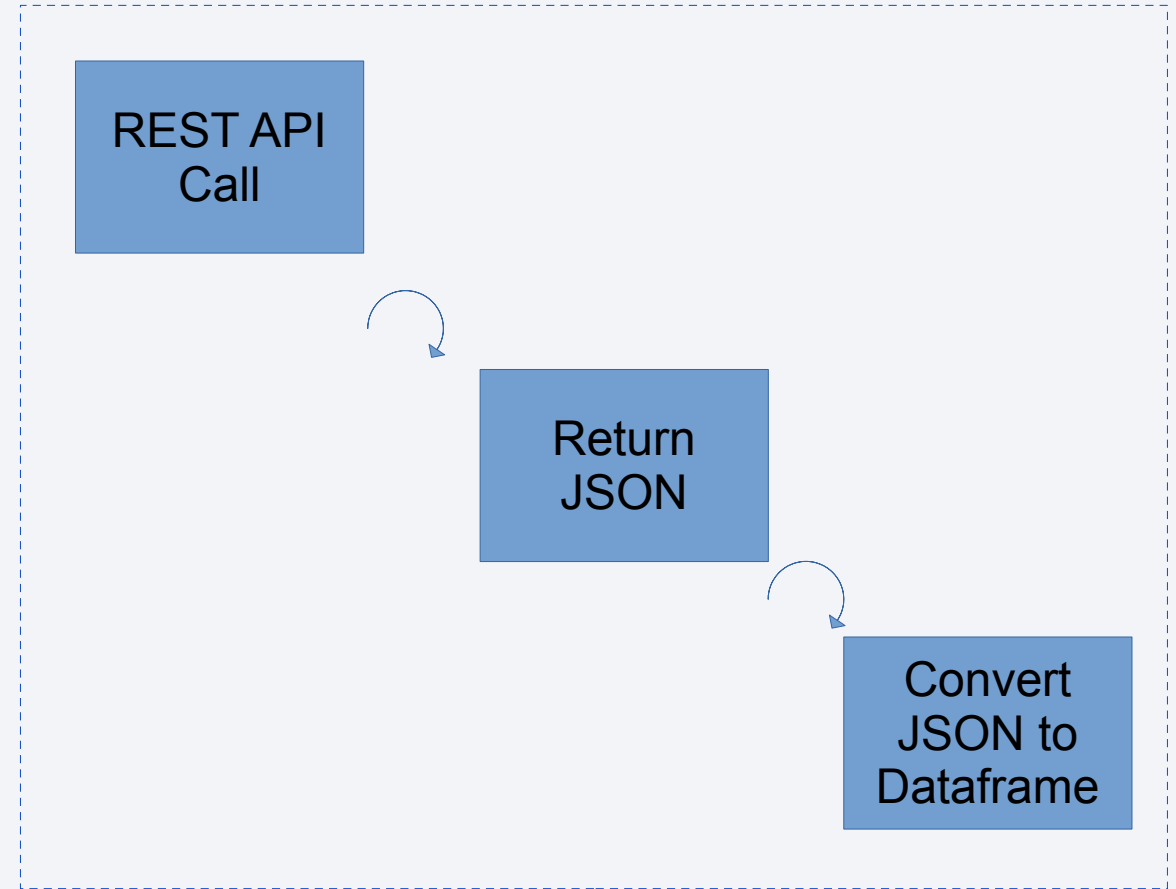 REST API
Call
Return
JSON
Convert
JSON to
Dataframe